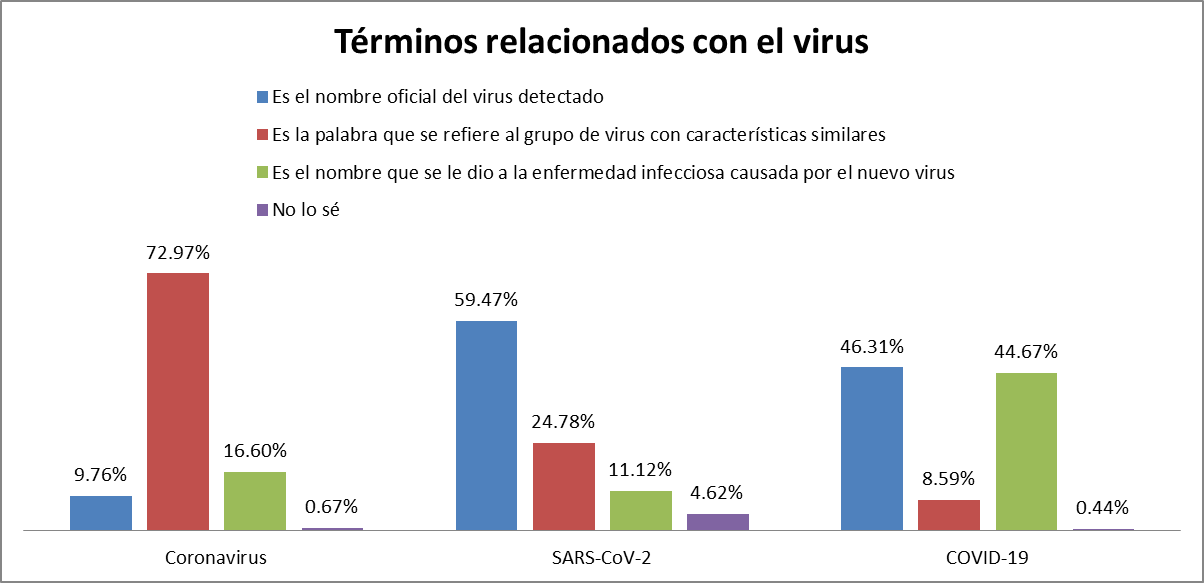 Términos relacionados con el virus
Es el nombre oficial del virus detectado
Es la palabra que se refiere al grupo de virus con características similares
Es el nombre que se le dio a la enfermedad infecciosa causada por el nuevo virus
No lo sé
9.76%
72.97%
16.60%
0.67%
59.47%
24.78%
11.12%
4.62%
46.31%
8.59%
44.67%
0.44%
Coronavirus
SARS-CoV-2
COVID-19